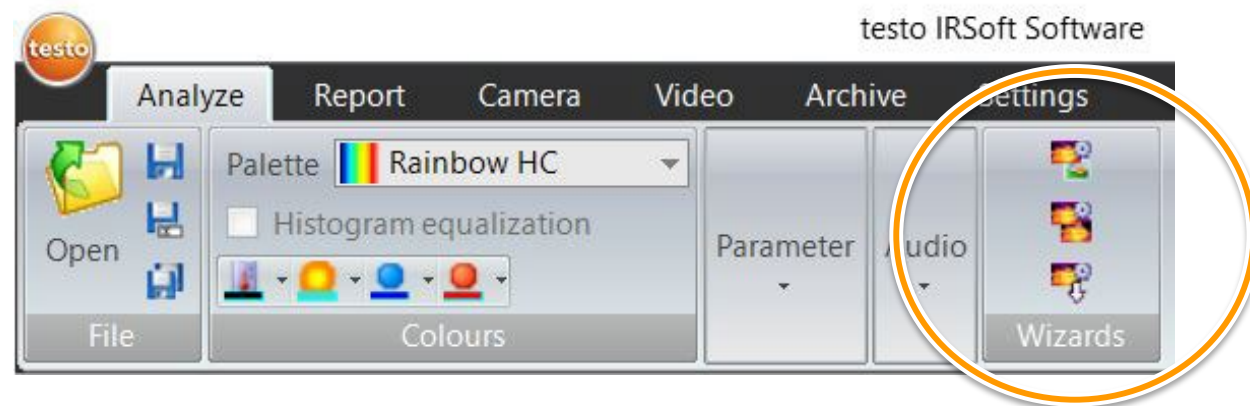 testo IRSoft Software
testo
Analyze Report Camera Video Archive Settings
Palette Rainbow HC
Histogram equalization
Open
Parameter Audio
File Colours Wizards